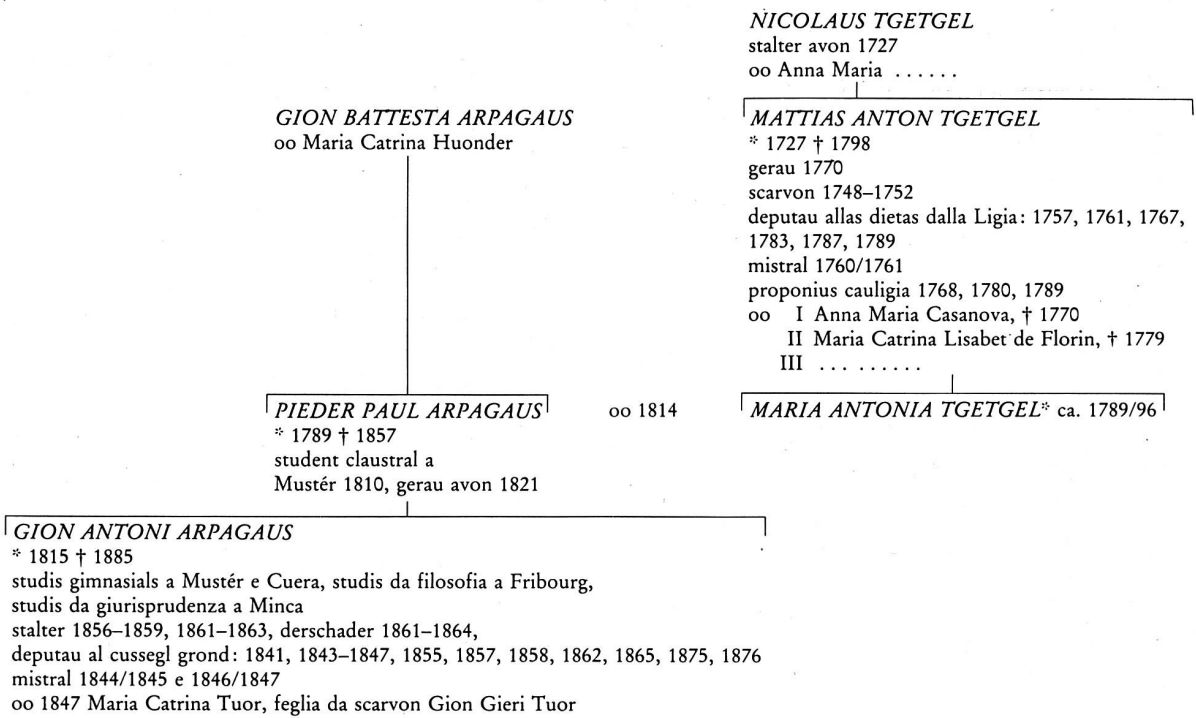 NICOLAUS TGETGEL
stalter avon 1727
oo Anna Maria ......
GION BATTESTA ARPAGAUS
oo Maria Catrina Huonder
MATTIAS ANTON TGETGEL
* 1727 † 1798
gerau 1770
scarvon 1748–1752
deputau allas dietas dalla Ligia: 1757, 1761, 1767,
1783, 1787, 1789
mistral 1760/1761
proponius cauligia 1768, 1780, 1789
oo I Anna Maria Casanova, † 1770
II Maria Catrina Lisabet de Florin, † 1779
III ... ......
PIEDER PAUL ARPAGAUS oo 1814 MARIA ANTONIA TGETGEL* ca. 1789/96
* 1789 † 1857
student claustral a
Mustér 1810, gerau avon 1821
GION ANTONI ARPAGAUS
* 1815 † 1885
studis gimnasials a Mustér e Cuera, studis da filosofia a Fribourg,
studis da giurisprudenza a Minca
stalter 1856–1859, 1861–1863, derschader 1861–1864,
deputau al cussegl grond: 1841, 1843–1847, 1855, 1857, 1858, 1862, 1865, 1875, 1876
mistral 1844/1845 e 1846/1847
oo 1847 Maria Catrina Tuor, feglia da scarvon Gion Gieri Tuor